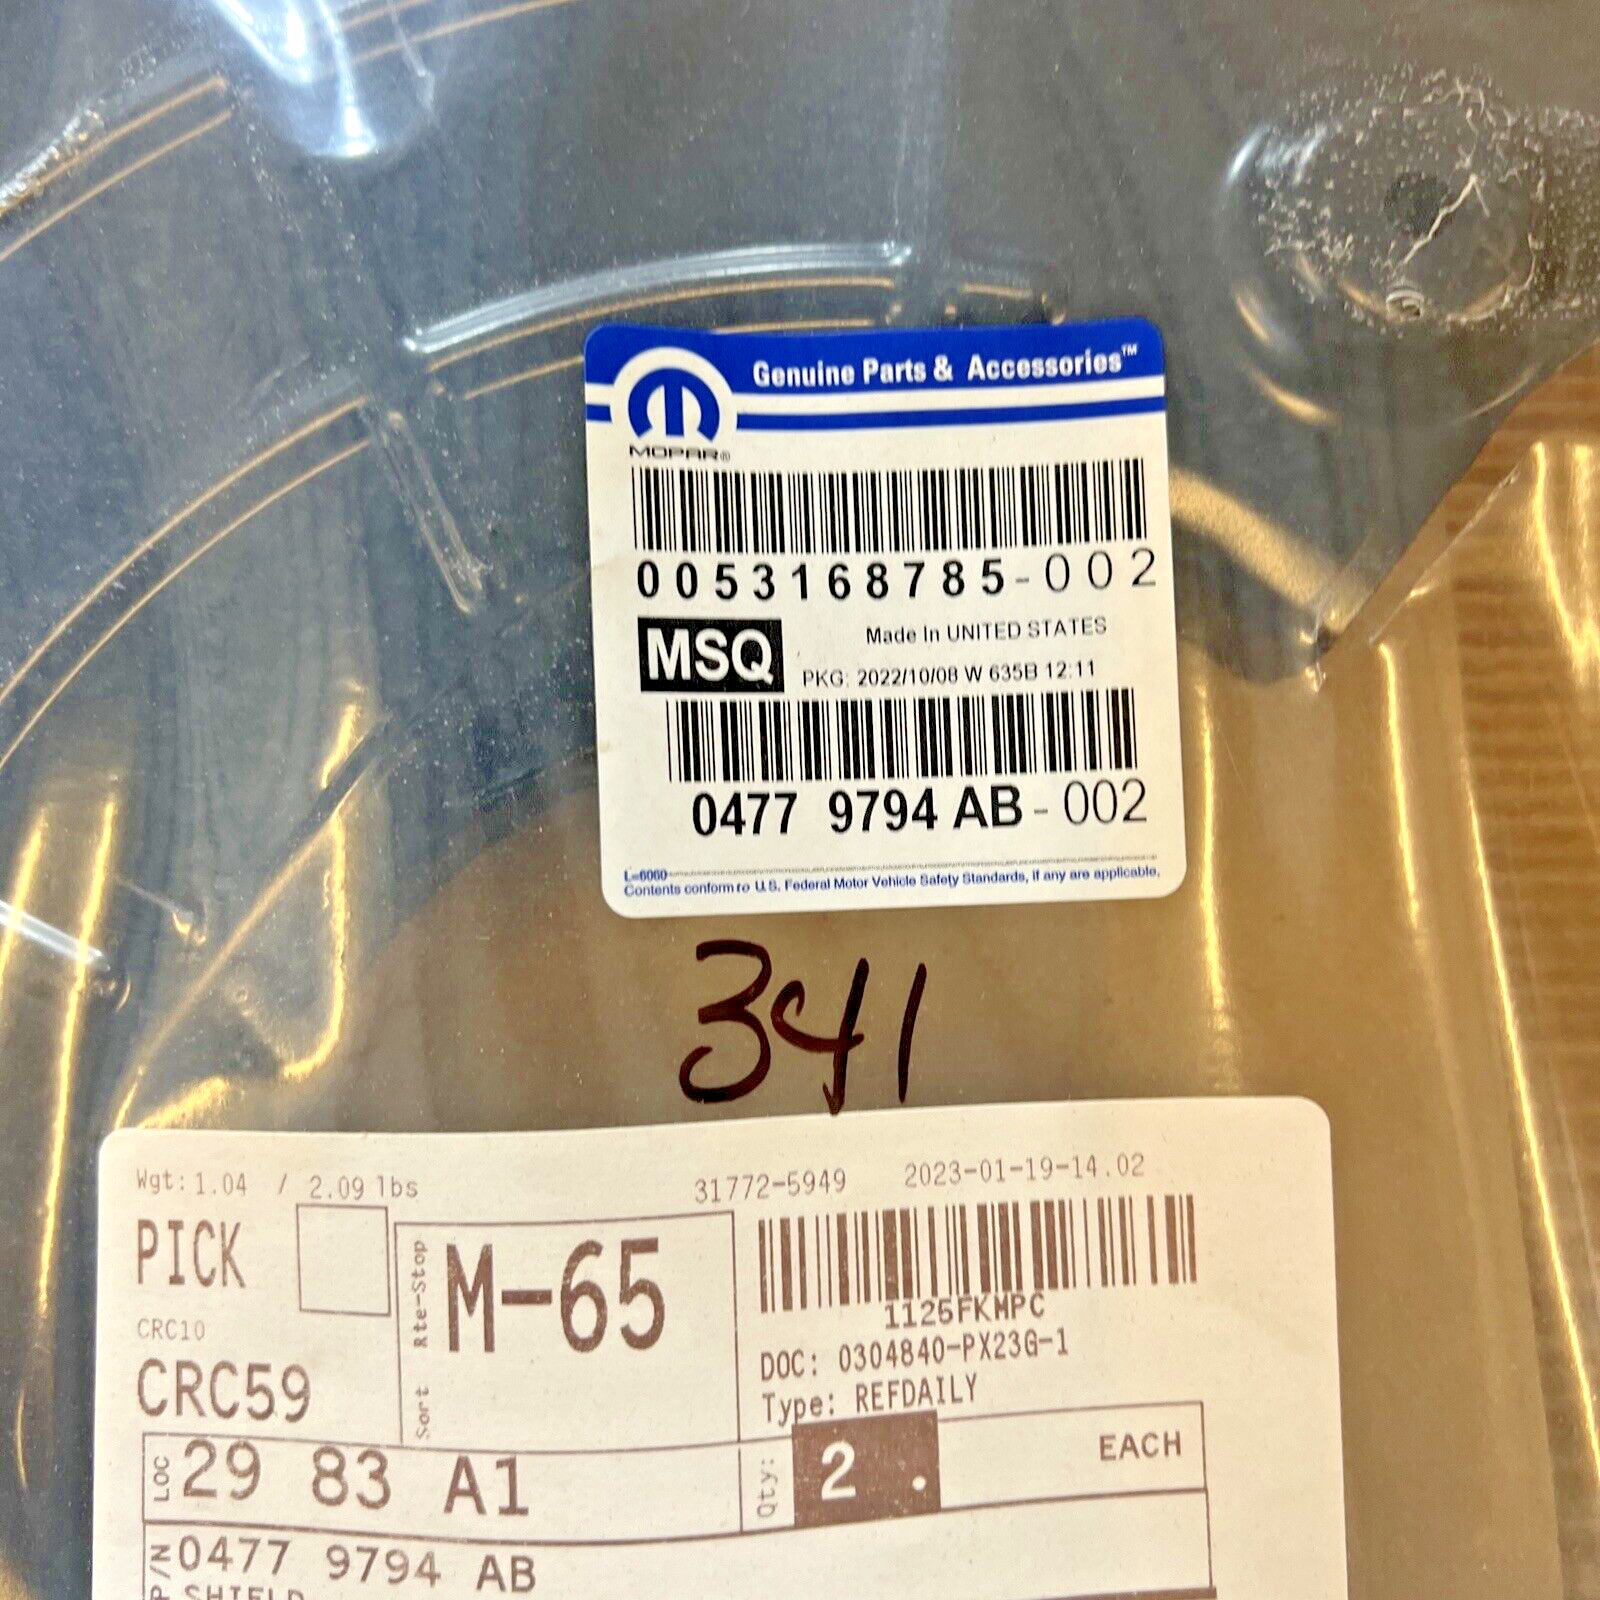 Genuine Parts & Accessories™
MOPAR®
0053168785-002
MSQ
Made In UNITED STATES
PKG: 2022/10/08 W 635B 12:11
0477 9794 AB-002
L-6060
Contents conform to U.S. Federal Motor Vehicle Safety Standards, if any are applicable.
341
Wgt: 1.04 / 2.09 lbs
31772-5949 2023-01-19-14.02
PICK
Sort Rte-Stop
M-65
1125FKMPC
CRC10
DOC: 0304840-PX23G-1
CRC59
Type: REFDAILY
LOC 29 83 A1
Qty: 2. EACH
P/N 0477 9794 AB
SHIELD